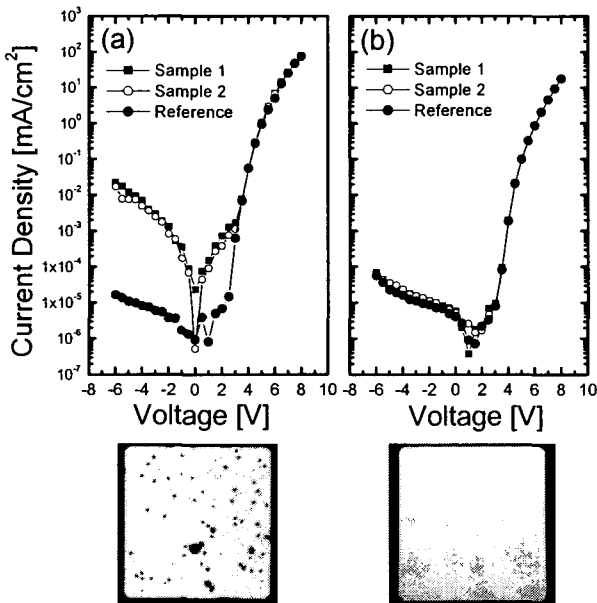 (a)
Sample 1
Sample 2
Reference
(b)
Sample 1
Sample 2
Reference
Current Density [mA/cm²]
10³
10²
10¹
10⁰
10⁻¹
10⁻²
10⁻³
1x10⁻⁴
10⁻⁵
10⁻⁶
10⁻⁷
-8 -6 -4 -2 0 2 4 6 8 10
-8 -6 -4 -2 0 2 4 6 8 10
Voltage [V]
Voltage [V]